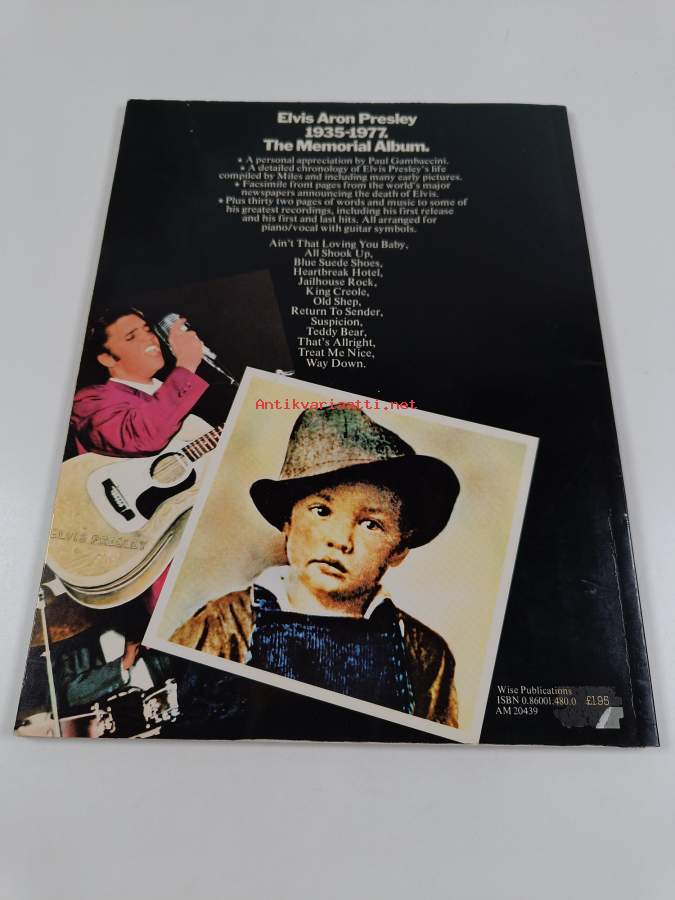 Elvis Aron Presley
1935-1977.
The Memorial Album.
★ A personal appreciation by Paul Gambaccini.
★ A detailed chronology of Elvis Presley's life
compiled by Miles and including many early pictures.
★ Facsimile front pages from the world's major
newspapers announcing the death of Elvis.
★ Plus thirty two pages of words and music to some of
his greatest recordings, including his first release
and his first and last hits. All arranged for
piano/vocal with guitar symbols.
Ain't That Loving You Baby,
All Shook Up,
Blue Suede Shoes,
Heartbreak Hotel,
Jailhouse Rock,
King Creole,
Old Shep,
Return To Sender,
Suspicion,
Teddy Bear,
That's Allright,
Treat Me Nice,
Way Down.
Antikvariaatti.net
ELVIS PRESLEY
Wise Publications
ISBN 0.86001.480.0 £1.95
AM 20439